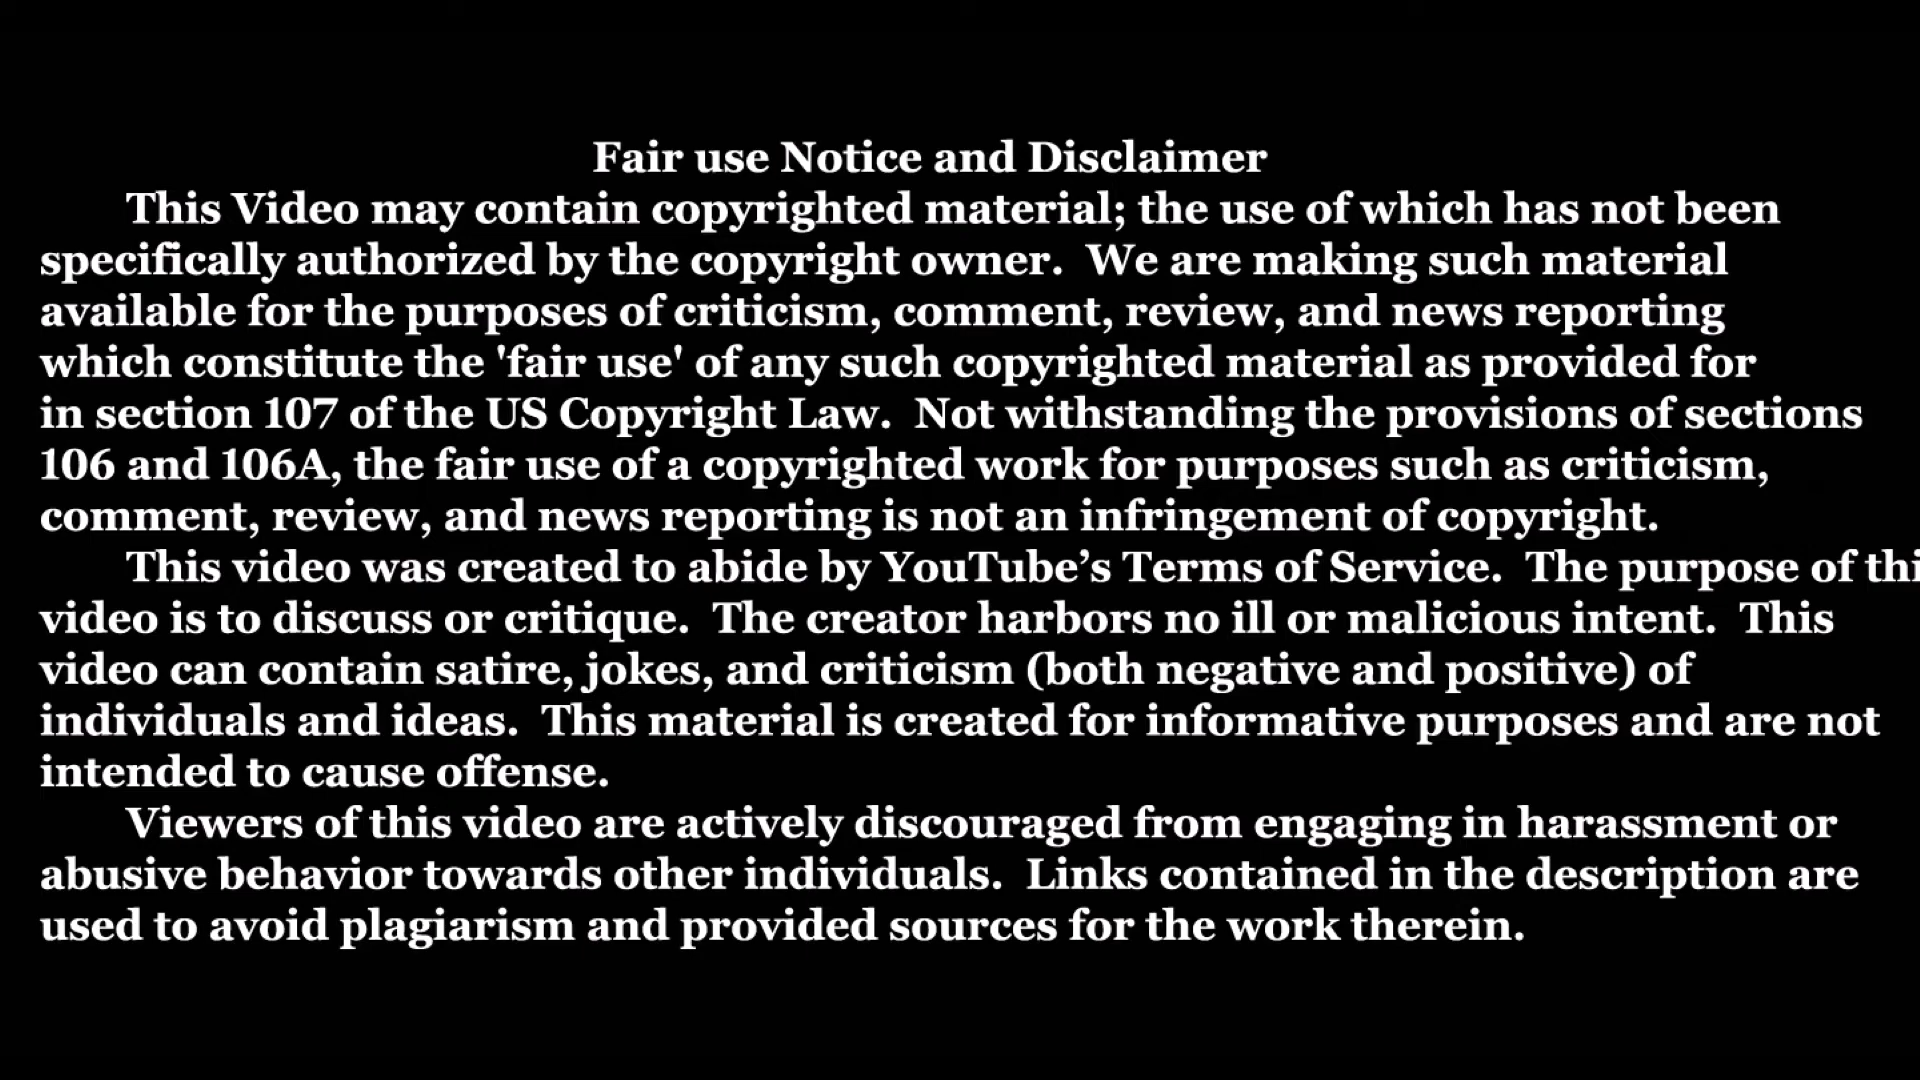 Fair use Notice and Disclaimer
This Video may contain copyrighted material; the use of which has not been
specifically authorized by the copyright owner.  We are making such material
available for the purposes of criticism, comment, review, and news reporting
which constitute the 'fair use' of any such copyrighted material as provided for
in section 107 of the US Copyright Law.  Not withstanding the provisions of sections
106 and 106A, the fair use of a copyrighted work for purposes such as criticism,
comment, review, and news reporting is not an infringement of copyright.
This video was created to abide by YouTube’s Terms of Service.  The purpose of thi
video is to discuss or critique.  The creator harbors no ill or malicious intent.  This
video can contain satire, jokes, and criticism (both negative and positive) of
individuals and ideas.  This material is created for informative purposes and are not
intended to cause offense.
Viewers of this video are actively discouraged from engaging in harassment or
abusive behavior towards other individuals.  Links contained in the description are
used to avoid plagiarism and provided sources for the work therein.